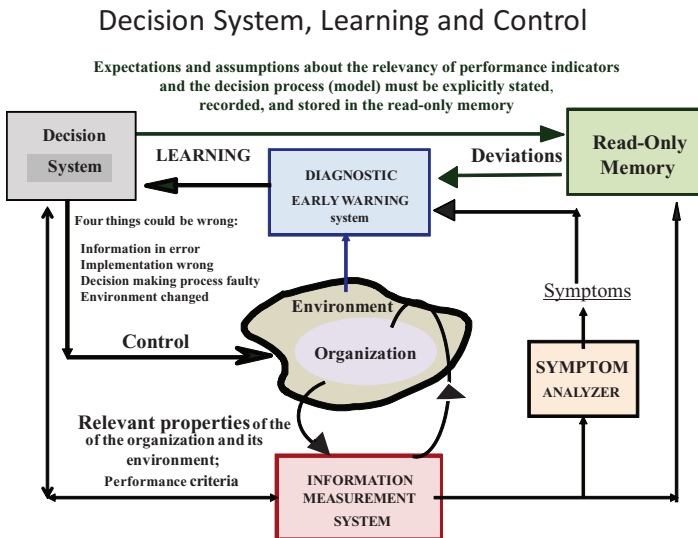 Decision System, Learning and Control
Expectations and assumptions about the relevancy of performance indicators
and the decision process (model) must be explicitly stated,
recorded, and stored in the read-only memory
Decision
System
LEARNING
DIAGNOSTIC
EARLY WARNING
system
Deviations
Read-Only
Memory
Four things could be wrong:
Information in error
Implementation wrong
Decision making process faulty
Environment changed
Control
Environment
Organization
Symptoms
SYMPTOM
ANALYZER
Relevant properties of the
of the organization and its
environment;
Performance criteria
INFORMATION
MEASUREMENT
SYSTEM